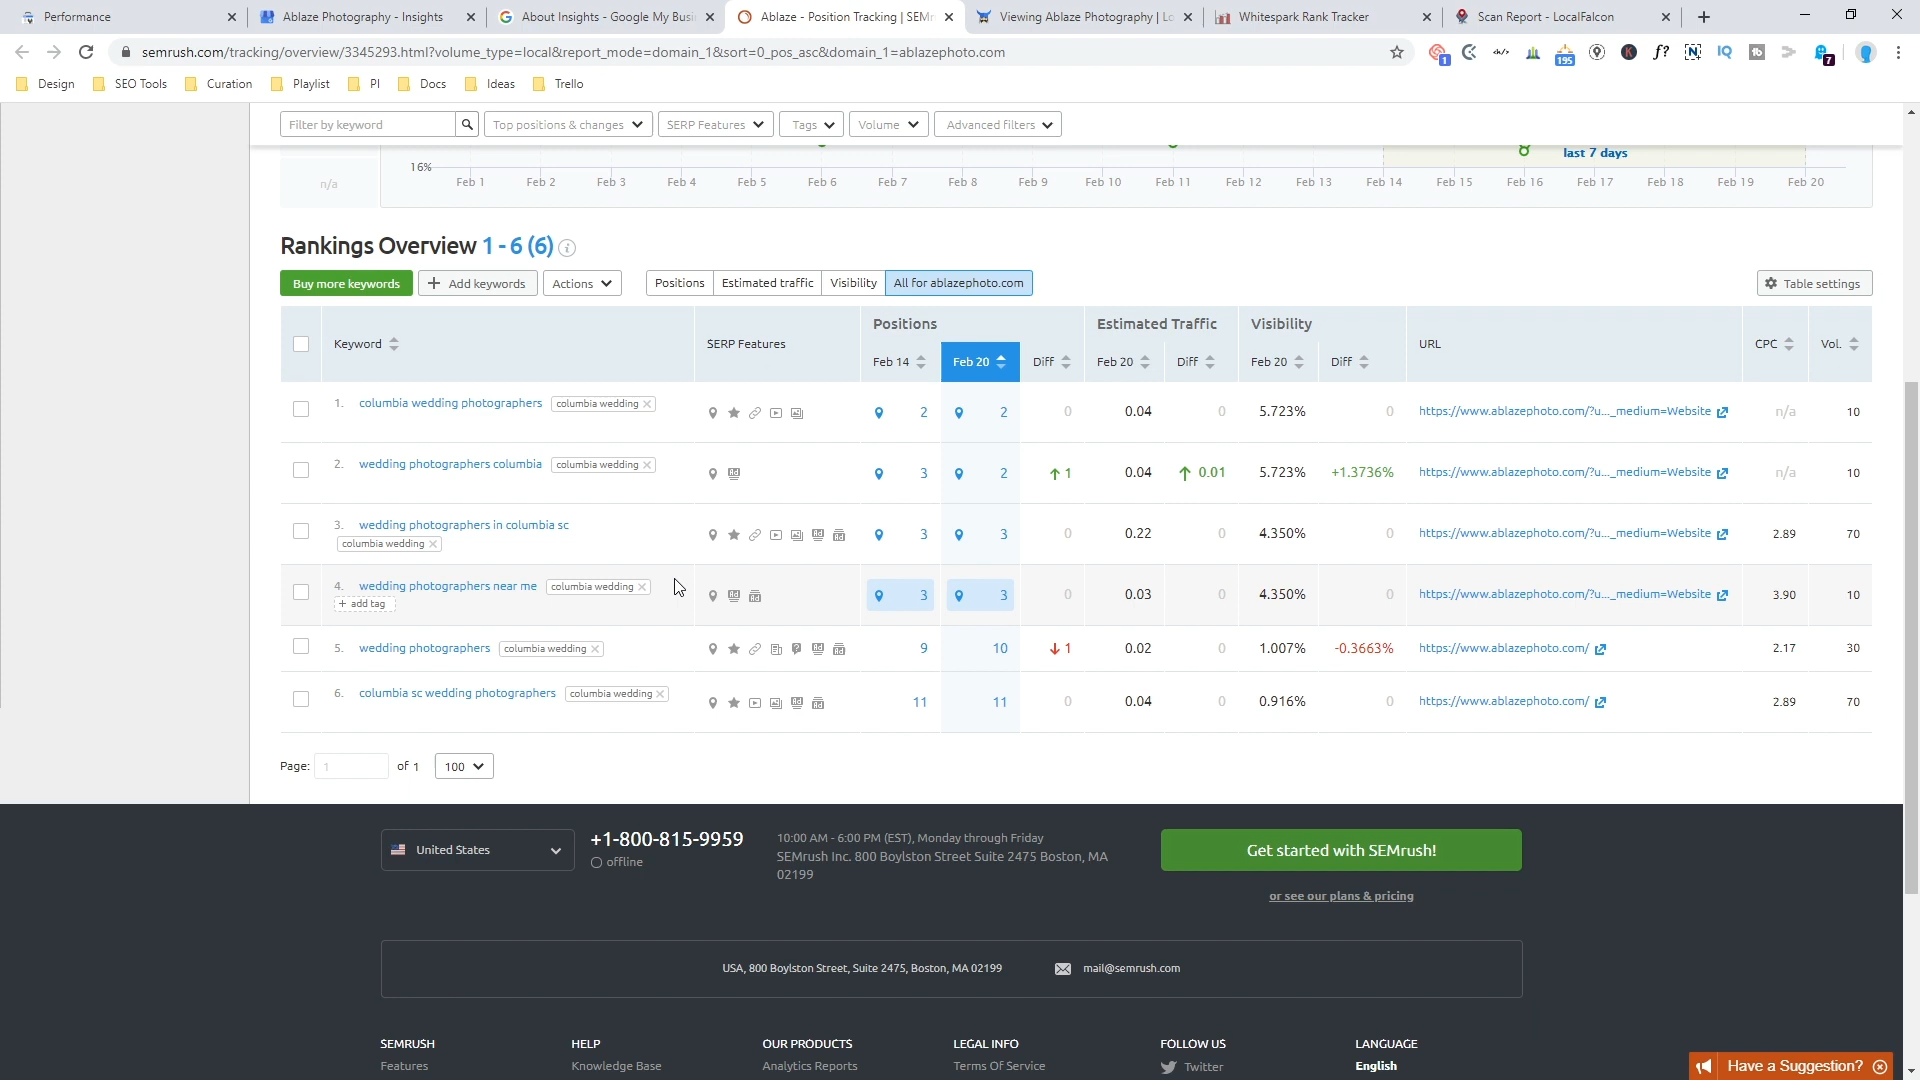 Performance
Ablaze Photography - Insights
About Insights - Google My Busi
Ablaze - Position Tracking | SEMr
Viewing Ablaze Photography | Lo
Whitespark Rank Tracker
Scan Report - LocalFalcon
semrush.com/tracking/overview/3345293.html?volume_type=local&report_mode=domain_1&sort=0_pos_asc&domain_1=ablazephoto.com
1
195
f?
IQ
7
Design
SEO Tools
Curation
Playlist
PI
Docs
Ideas
Trello
Filter by keyword
Top positions & changes
SERP Features
Tags
Volume
Advanced filters
n/a
16%
last 7 days
Feb 1 Feb 2 Feb 3 Feb 4 Feb 5 Feb 6 Feb 7 Feb 8 Feb 9 Feb 10 Feb 11 Feb 12 Feb 13 Feb 14 Feb 15 Feb 16 Feb 17 Feb 18 Feb 19 Feb 20
Rankings Overview 1 - 6 (6)
Buy more keywords
+ Add keywords
Actions
Positions
Estimated traffic
Visibility
All for ablazephoto.com
Table settings
Keyword
SERP Features
Positions
Estimated Traffic
Visibility
URL
CPC
Vol.
Feb 14
Feb 20
Diff
Feb 20
Diff
Feb 20
Diff
1. columbia wedding photographers columbia wedding 2 2 0 0.04 0 5.723% 0 https://www.ablazephoto.com/?u..._medium=Website n/a 10
2. wedding photographers columbia columbia wedding 3 2 ↑ 1 0.04 ↑ 0.01 5.723% +1.3736% https://www.ablazephoto.com/?u..._medium=Website n/a 10
3. wedding photographers in columbia sc
columbia wedding 3 3 0 0.22 0 4.350% 0 https://www.ablazephoto.com/?u..._medium=Website 2.89 70
4. wedding photographers near me columbia wedding
+ add tag 3 3 0 0.03 0 4.350% 0 https://www.ablazephoto.com/?u..._medium=Website 3.90 10
5. wedding photographers columbia wedding 9 10 ↓ 1 0.02 0 1.007% -0.3663% https://www.ablazephoto.com/ 2.17 30
6. columbia sc wedding photographers columbia wedding 11 11 0 0.04 0 0.916% 0 https://www.ablazephoto.com/ 2.89 70
Page: 1 of 1 100
United States
+1-800-815-9959
offline
10:00 AM - 6:00 PM (EST), Monday through Friday
SEMrush Inc. 800 Boylston Street Suite 2475 Boston, MA
02199
Get started with SEMrush!
or see our plans & pricing
USA, 800 Boylston Street, Suite 2475, Boston, MA 02199
mail@semrush.com
SEMRUSH
HELP
OUR PRODUCTS
LEGAL INFO
FOLLOW US
LANGUAGE
Features
Knowledge Base
Analytics Reports
Terms Of Service
Twitter
English
Have a Suggestion?